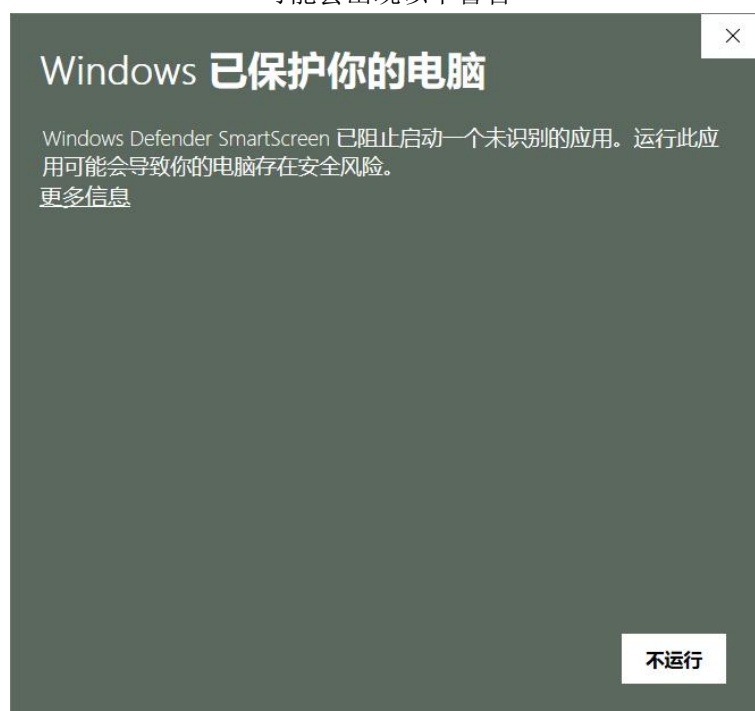 Windows 已保护你的电脑
Windows Defender SmartScreen 已阻止启动一个未识别的应用。运行此应
用可能会导致你的电脑存在安全风险。
更多信息
不运行